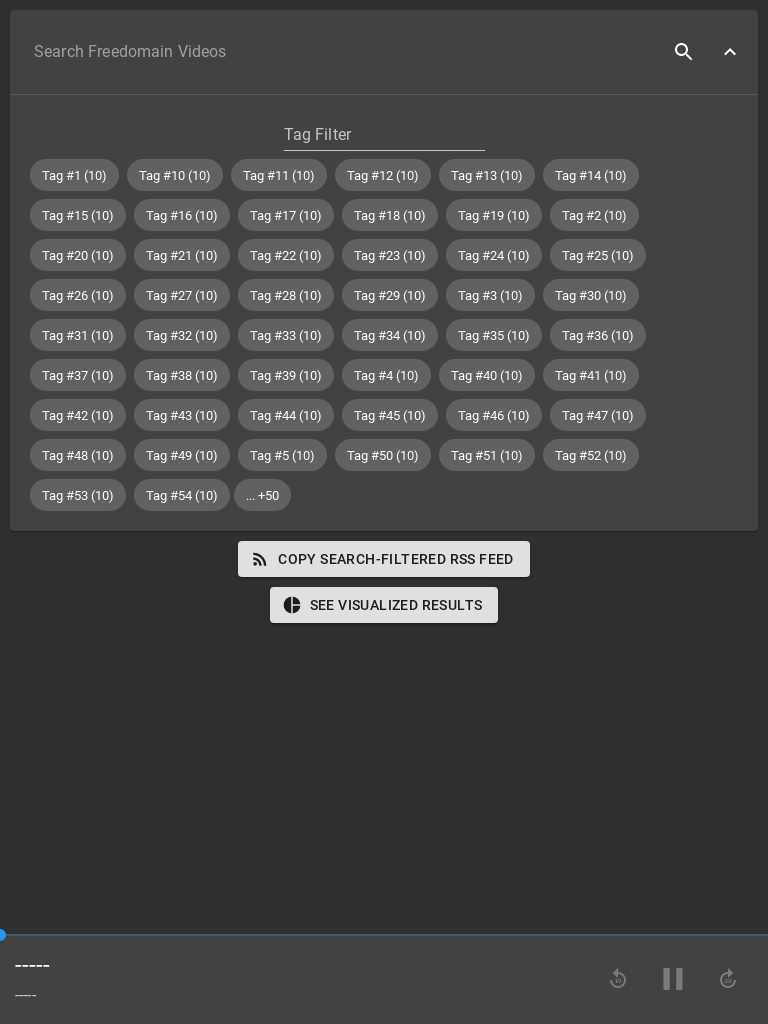 Search Freedomain Videos
Tag Filter
Tag #1 (10) Tag #10 (10) Tag #11 (10) Tag #12 (10) Tag #13 (10) Tag #14 (10)
Tag #15 (10) Tag #16 (10) Tag #17 (10) Tag #18 (10) Tag #19 (10) Tag #2 (10)
Tag #20 (10) Tag #21 (10) Tag #22 (10) Tag #23 (10) Tag #24 (10) Tag #25 (10)
Tag #26 (10) Tag #27 (10) Tag #28 (10) Tag #29 (10) Tag #3 (10) Tag #30 (10)
Tag #31 (10) Tag #32 (10) Tag #33 (10) Tag #34 (10) Tag #35 (10) Tag #36 (10)
Tag #37 (10) Tag #38 (10) Tag #39 (10) Tag #4 (10) Tag #40 (10) Tag #41 (10)
Tag #42 (10) Tag #43 (10) Tag #44 (10) Tag #45 (10) Tag #46 (10) Tag #47 (10)
Tag #48 (10) Tag #49 (10) Tag #5 (10) Tag #50 (10) Tag #51 (10) Tag #52 (10)
Tag #53 (10) Tag #54 (10) ... +50
COPY SEARCH-FILTERED RSS FEED
SEE VISUALIZED RESULTS
-----
10 30
-----